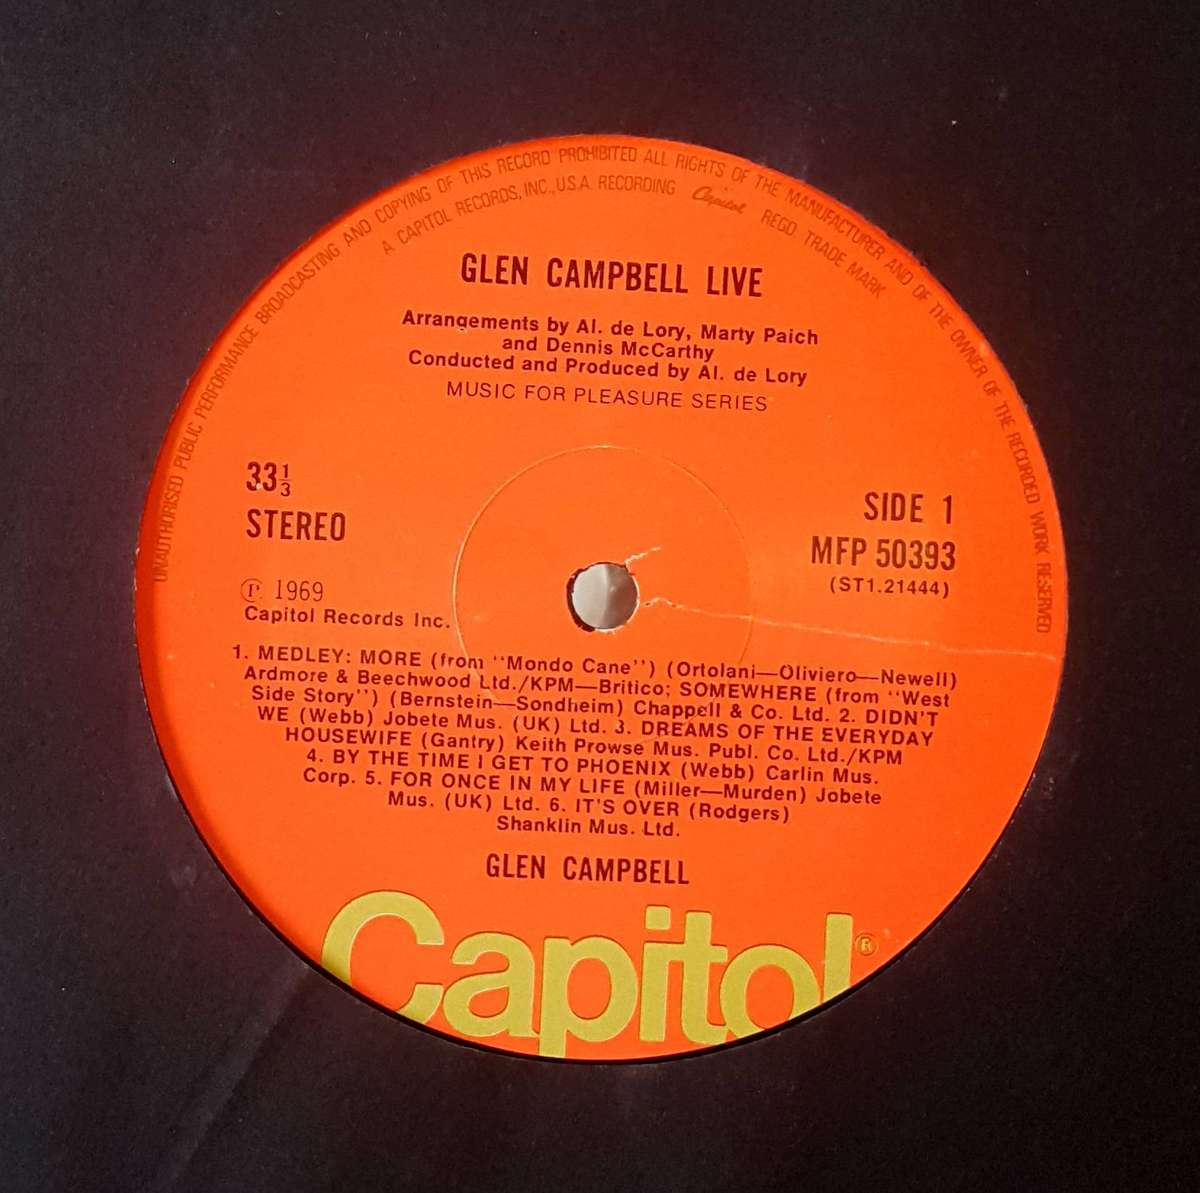 UNAUTHORISED PUBLIC PERFORMANCE BROADCASTING AND COPYING OF THIS RECORD PROHIBITED ALL RIGHTS OF THE MANUFACTURER AND OF THE OWNER OF THE RECORDED WORK RESERVED
A CAPITOL RECORDS, INC., U.S.A. RECORDING Capitol REGD. TRADE MARK
GLEN CAMPBELL LIVE
Arrangements by Al. de Lory, Marty Paich
and Dennis McCarthy
Conducted and Produced by Al. de Lory
MUSIC FOR PLEASURE SERIES
33⅓
STEREO
SIDE 1
MFP 50393
(ST1.21444)
Ⓟ 1969
Capitol Records Inc.
1. MEDLEY: MORE (from "Mondo Cane") (Ortolani—Oliviero—Newell)
Ardmore & Beechwood Ltd./KPM—Britico; SOMEWHERE (from "West
Side Story") (Bernstein—Sondheim) Chappell & Co. Ltd. 2. DIDN'T
WE (Webb) Jobete Mus. (UK) Ltd. 3. DREAMS OF THE EVERYDAY
HOUSEWIFE (Gantry) Keith Prowse Mus. Publ. Co. Ltd./KPM
4. BY THE TIME I GET TO PHOENIX (Webb) Carlin Mus.
Corp. 5. FOR ONCE IN MY LIFE (Miller—Murden) Jobete
Mus. (UK) Ltd. 6. IT'S OVER (Rodgers)
Shanklin Mus. Ltd.
GLEN CAMPBELL
Capitol®